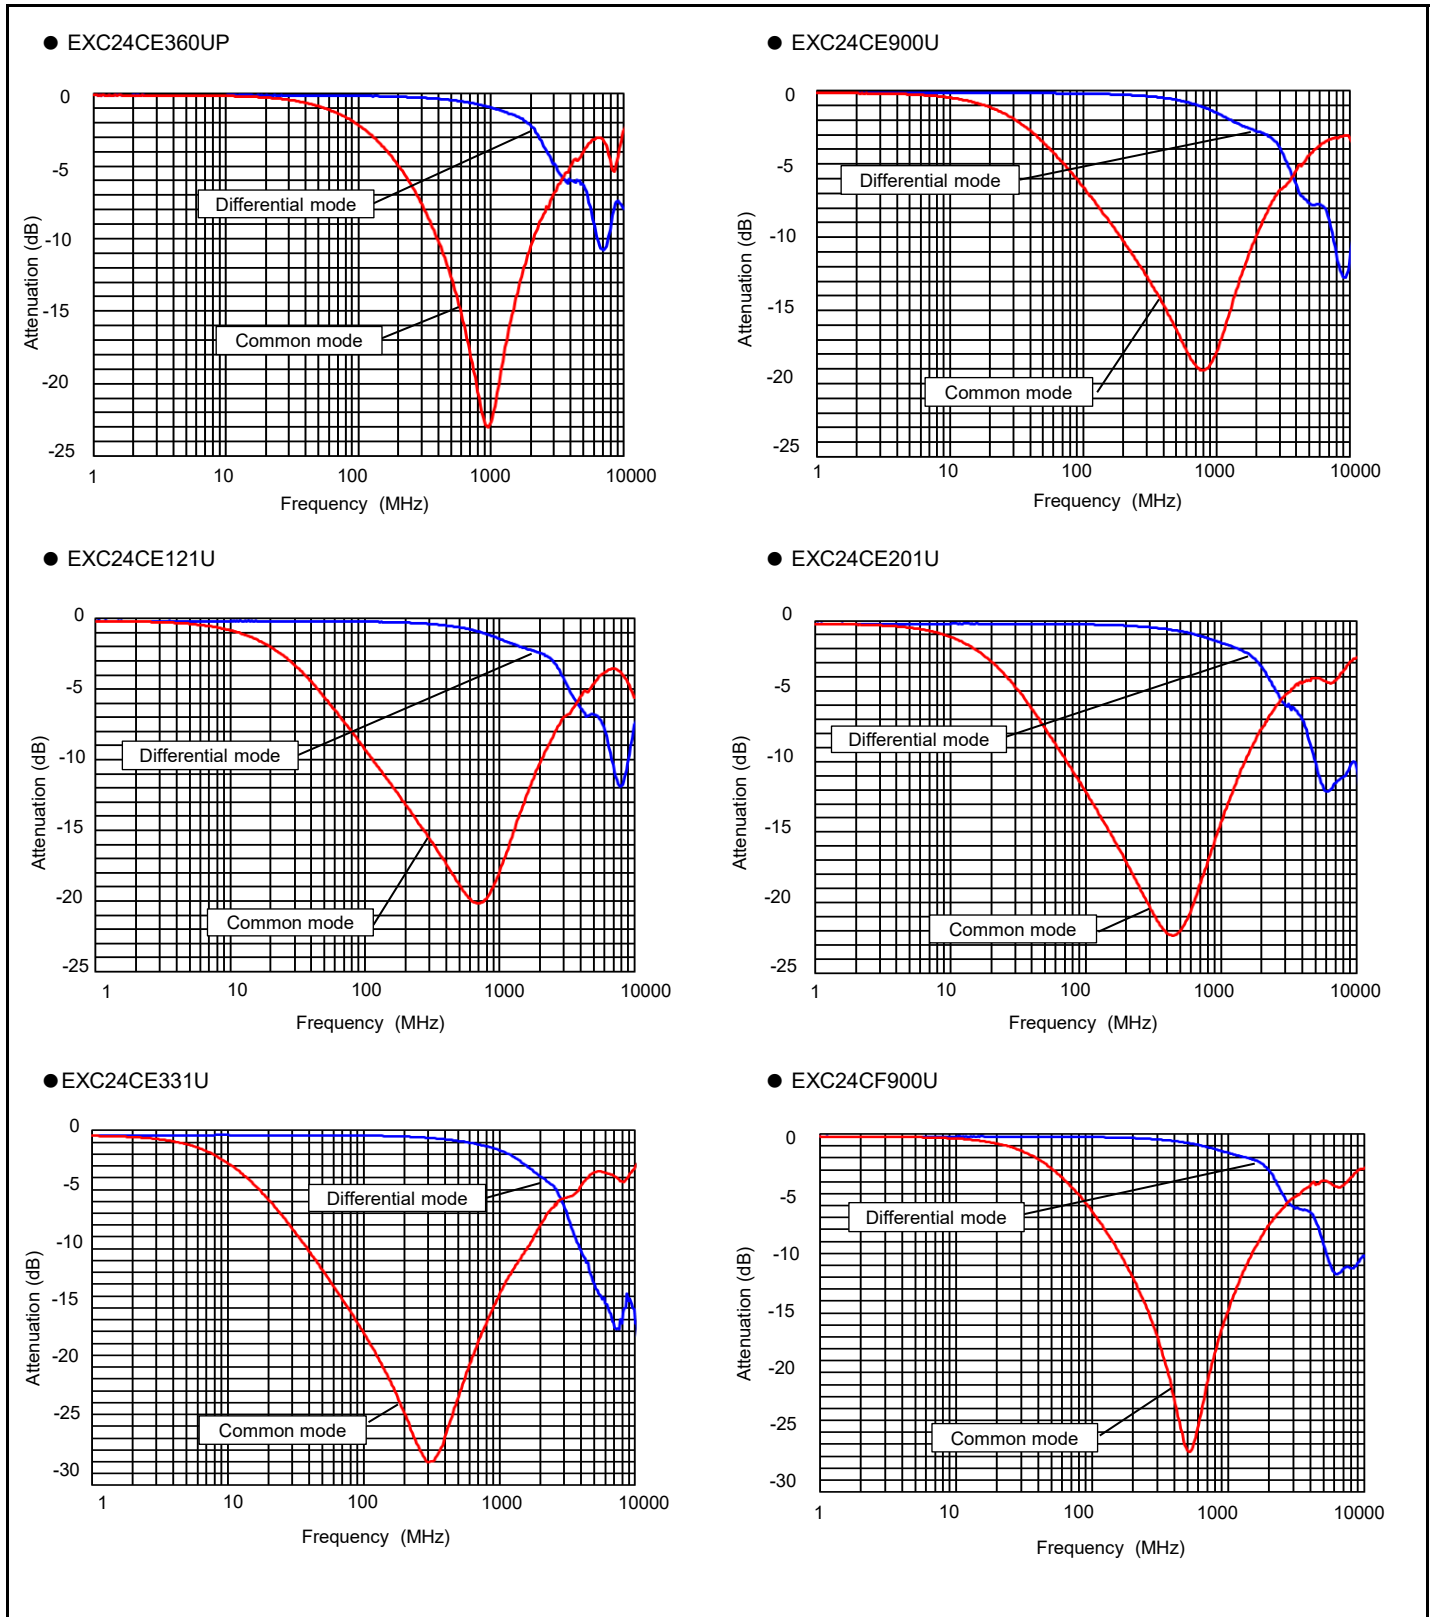 ● EXC24CE360UP
0
-5
-10
-15
-20
-25
Attenuation (dB)
Differential mode
Common mode
1 10 100 1000 10000
Frequency (MHz)
● EXC24CE900U
0
-5
-10
-15
-20
-25
Attenuation (dB)
Differential mode
Common mode
1 10 100 1000 10000
Frequency (MHz)
● EXC24CE121U
0
-5
-10
-15
-20
-25
Attenuation (dB)
Differential mode
Common mode
1 10 100 1000 10000
Frequency (MHz)
● EXC24CE201U
0
-5
-10
-15
-20
-25
Attenuation (dB)
Differential mode
Common mode
1 10 100 1000 10000
Frequency (MHz)
●EXC24CE331U
0
-5
-10
-15
-20
-25
-30
Attenuation (dB)
Differential mode
Common mode
1 10 100 1000 10000
Frequency (MHz)
● EXC24CF900U
0
-5
-10
-15
-20
-25
-30
Attenuation (dB)
Differential mode
Common mode
1 10 100 1000 10000
Frequency (MHz)